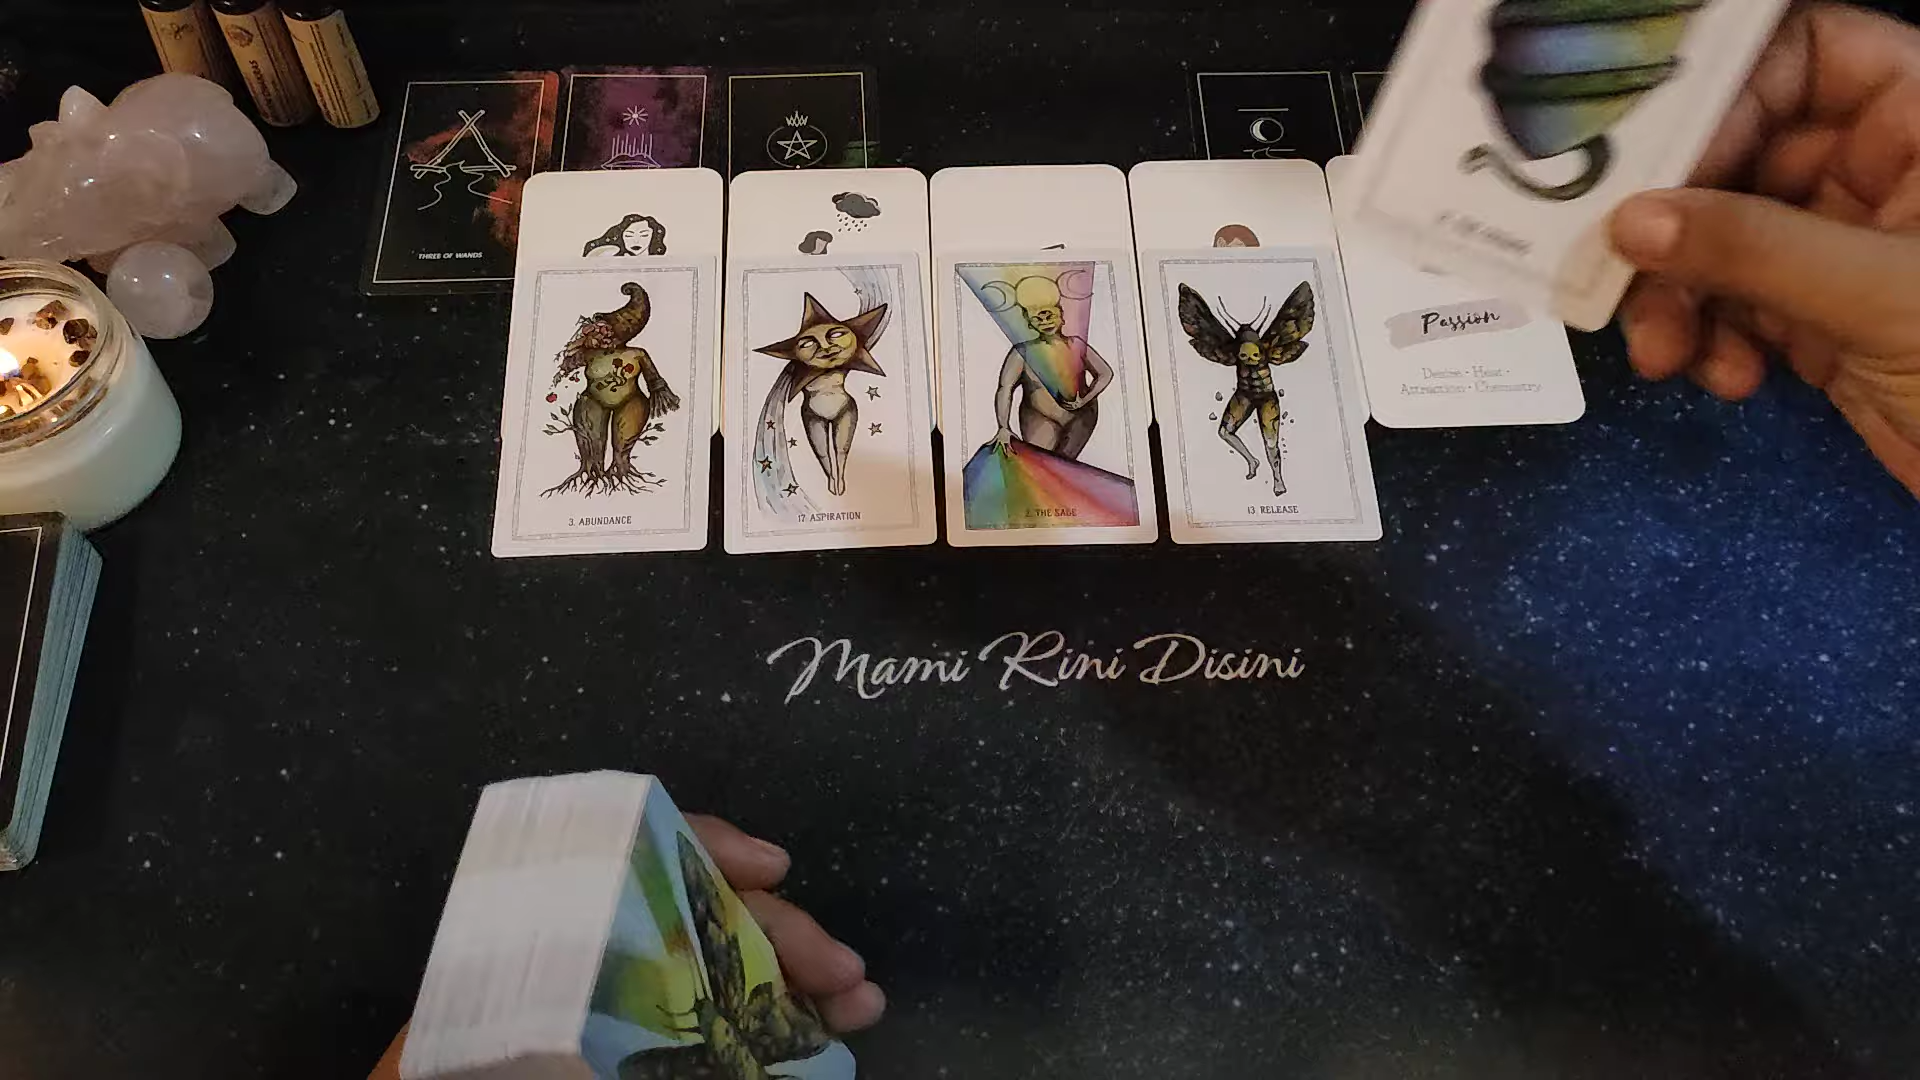 THREE OF WANDS
Passion
Desire · Heat ·
Attraction · Chemistry
3. ABUNDANCE
17 ASPIRATION
2. THE SAGE
13 RELEASE
Mami Rini Disini